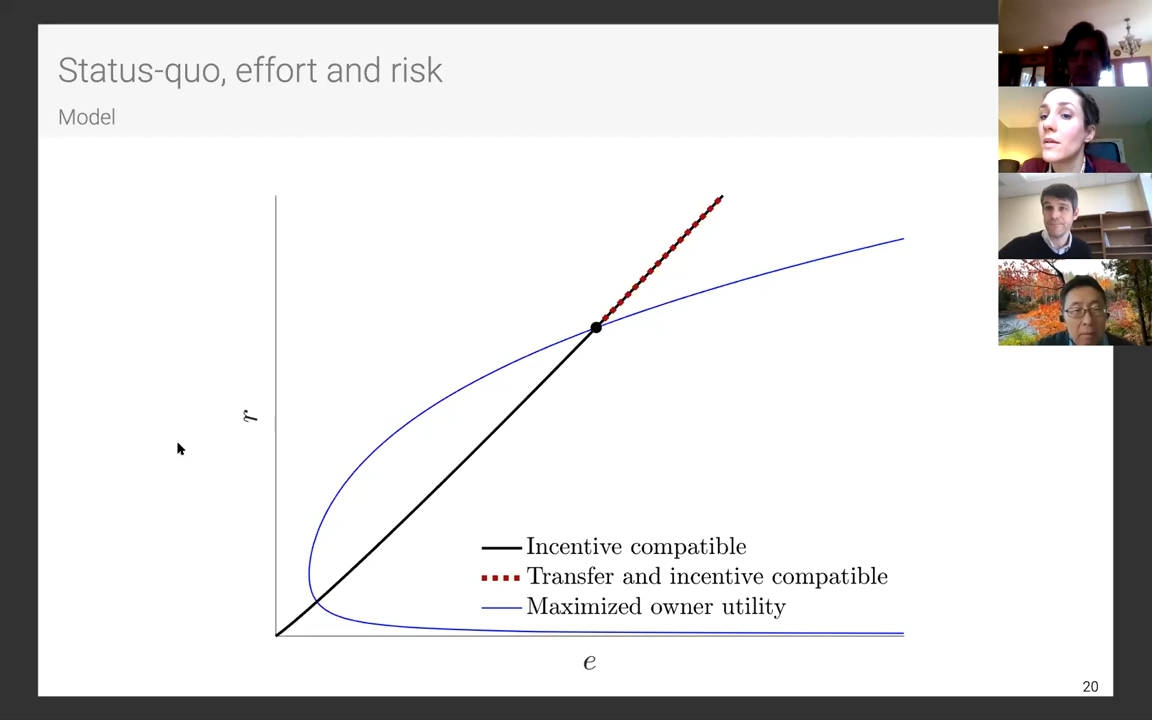 Status-quo, effort and risk
Model
r
Incentive compatible
Transfer and incentive compatible
Maximized owner utility
e
20